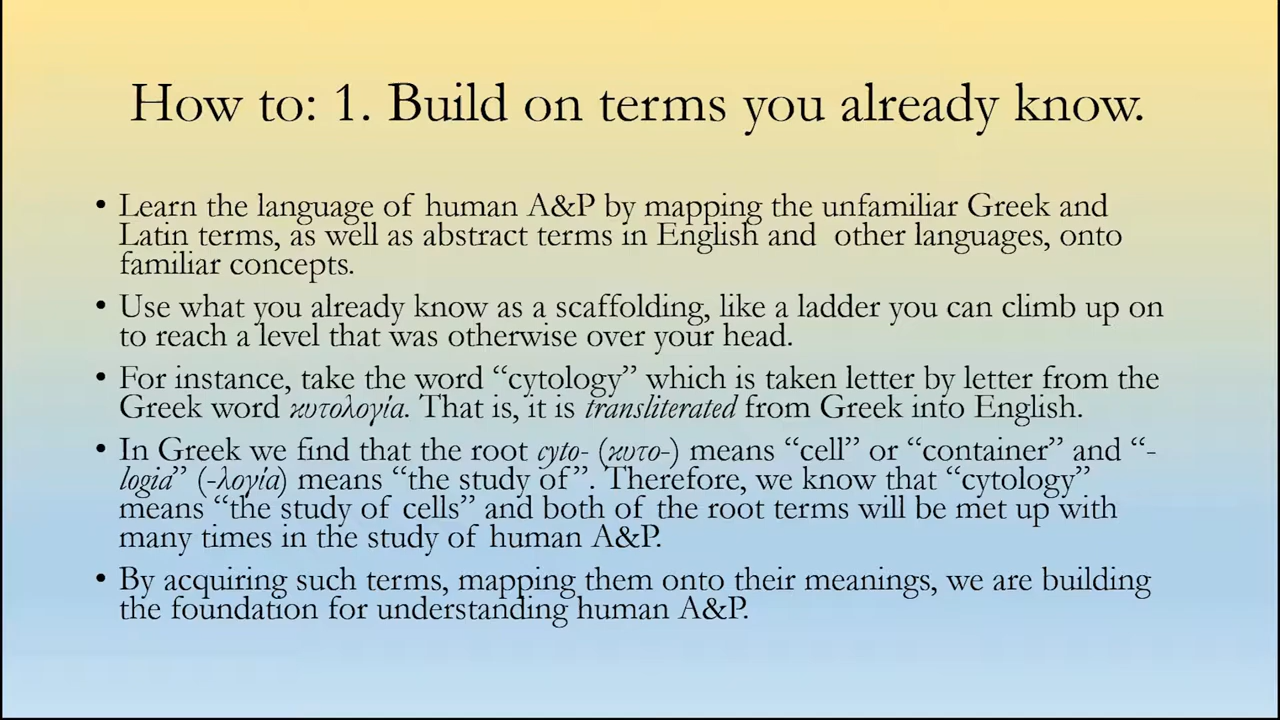 How to: 1. Build on terms you already know.
• Learn the language of human A&P by mapping the unfamiliar Greek and
Latin terms, as well as abstract terms in English and  other languages, onto
familiar concepts.
• Use what you already know as a scaffolding, like a ladder you can climb up on
to reach a level that was otherwise over your head.
• For instance, take the word “cytology” which is taken letter by letter from the
Greek word κυτολογία. That is, it is transliterated from Greek into English.
• In Greek we find that the root cyto- (κυτο-) means “cell” or “container” and “-
logia” (-λογία) means “the study of”. Therefore, we know that “cytology”
means “the study of cells” and both of the root terms will be met up with
many times in the study of human A&P.
• By acquiring such terms, mapping them onto their meanings, we are building
the foundation for understanding human A&P.